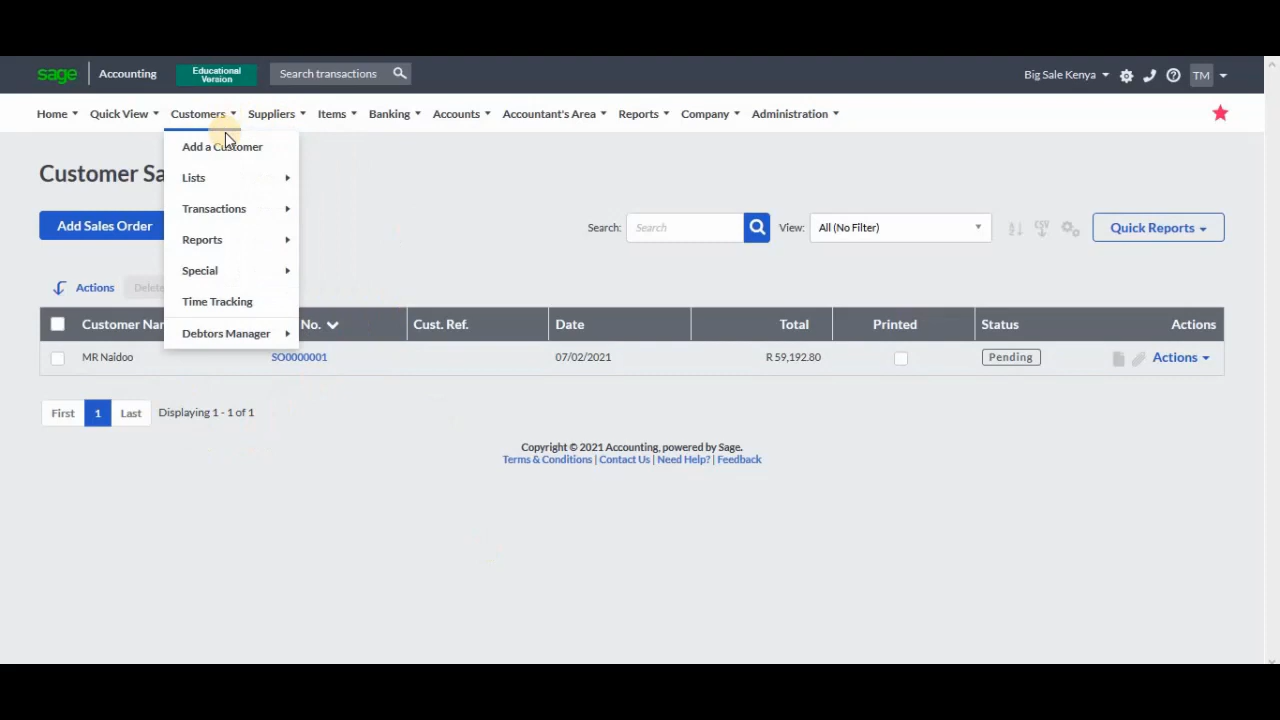 sage Accounting Educational Version Search transactions Big Sale Kenya TM
Home Quick View Customers Suppliers Items Banking Accounts Accountant's Area Reports Company Administration
Add a Customer
Customer Sa
Lists
Transactions
Add Sales Order Search: Search View: All (No Filter) Quick Reports
Reports
Special
Actions Delete
Time Tracking
Customer Nar No. Cust. Ref. Date Total Printed Status Actions
Debtors Manager
MR Naidoo SO0000001 07/02/2021 R 59,192.80 Pending Actions
First 1 Last Displaying 1 - 1 of 1
Copyright © 2021 Accounting, powered by Sage.
Terms & Conditions | Contact Us | Need Help? | Feedback